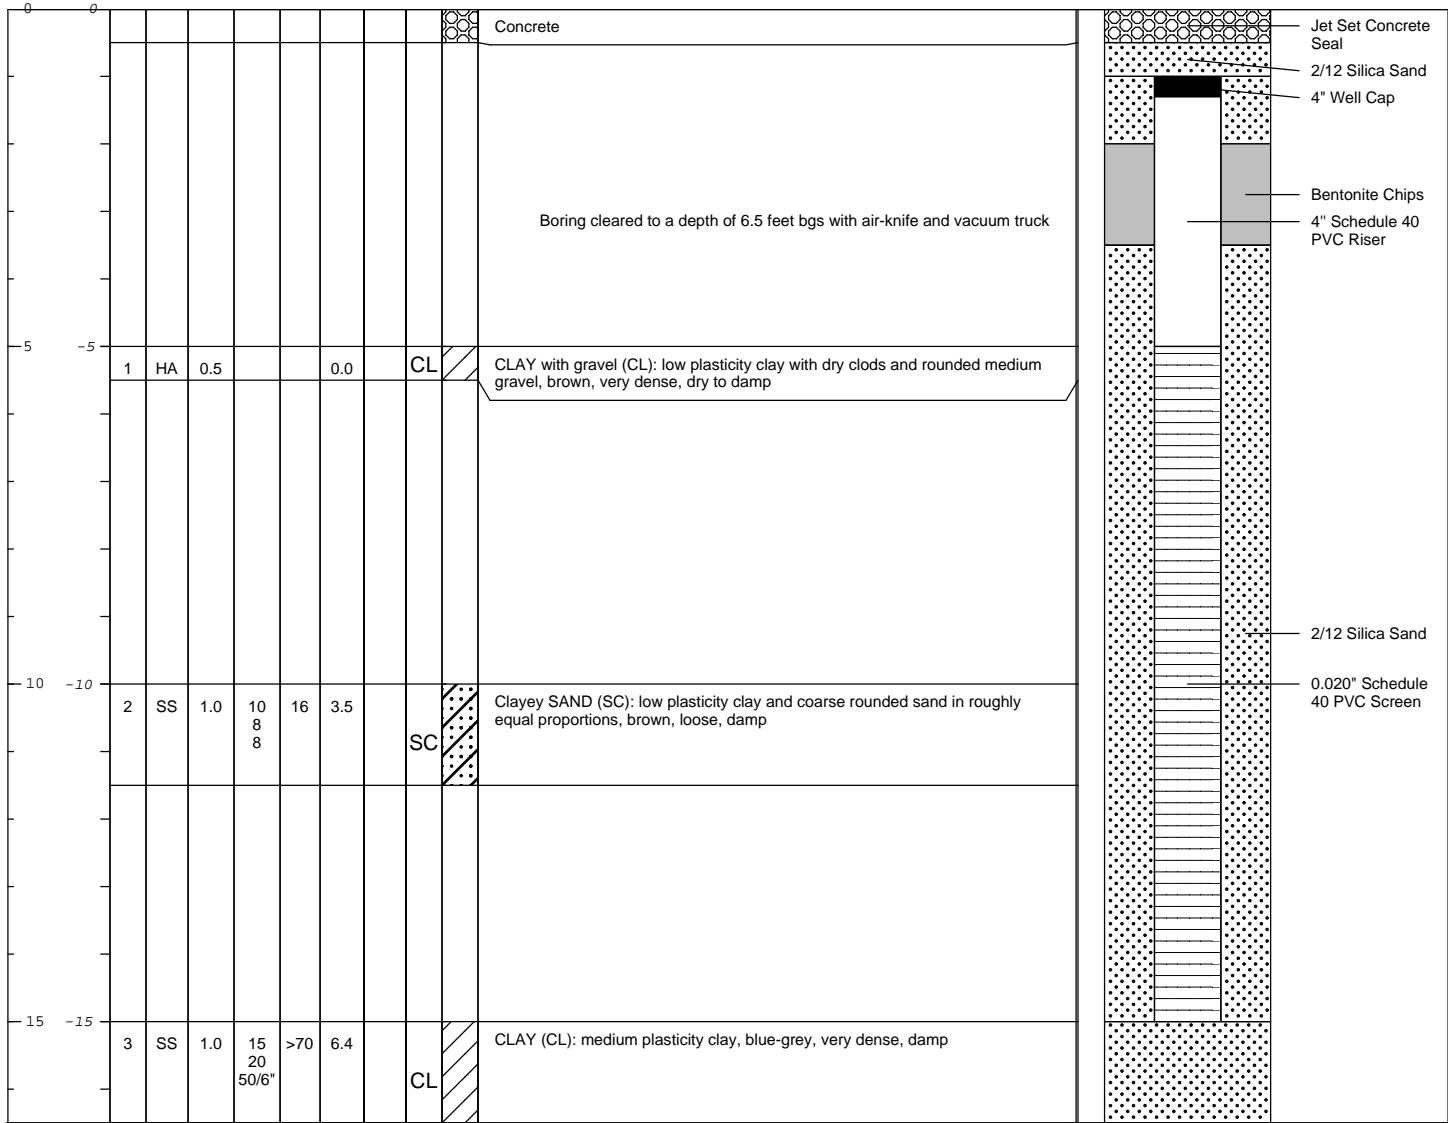 0 0
Concrete
Jet Set Concrete
Seal
2/12 Silica Sand
4" Well Cap
Bentonite Chips
Boring cleared to a depth of 6.5 feet bgs with air-knife and vacuum truck
4" Schedule 40
PVC Riser
5 -5
1 HA 0.5 0.0 CL CLAY with gravel (CL): low plasticity clay with dry clods and rounded medium
gravel, brown, very dense, dry to damp
2/12 Silica Sand
10 -10
0.020" Schedule
40 PVC Screen
2 SS 1.0 10 16 3.5 Clayey SAND (SC): low plasticity clay and coarse rounded sand in roughly
8 equal proportions, brown, loose, damp
8 SC
15 -15
3 SS 1.0 15 >70 6.4 CLAY (CL): medium plasticity clay, blue-grey, very dense, damp
20
50/6" CL